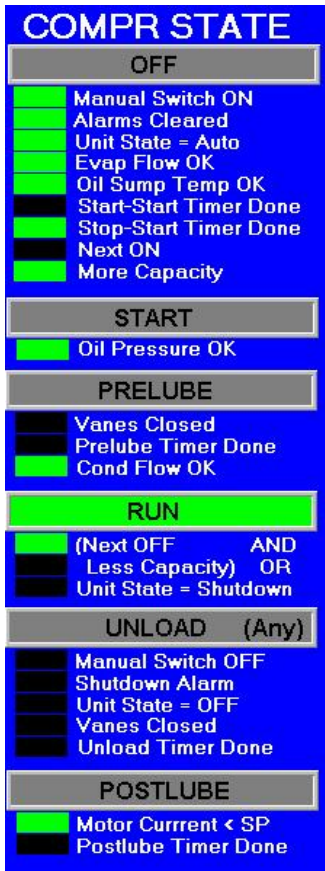 COMPR STATE
OFF
Manual Switch ON
Alarms Cleared
Unit State = Auto
Evap Flow OK
Oil Sump Temp OK
Start-Start Timer Done
Stop-Start Timer Done
Next ON
More Capacity
START
Oil Pressure OK
PRELUBE
Vanes Closed
Prelube Timer Done
Cond Flow OK
RUN
(Next OFF AND
Less Capacity) OR
Unit State = Shutdown
UNLOAD (Any)
Manual Switch OFF
Shutdown Alarm
Unit State = OFF
Vanes Closed
Unload Timer Done
POSTLUBE
Motor Currrent < SP
Postlube Timer Done